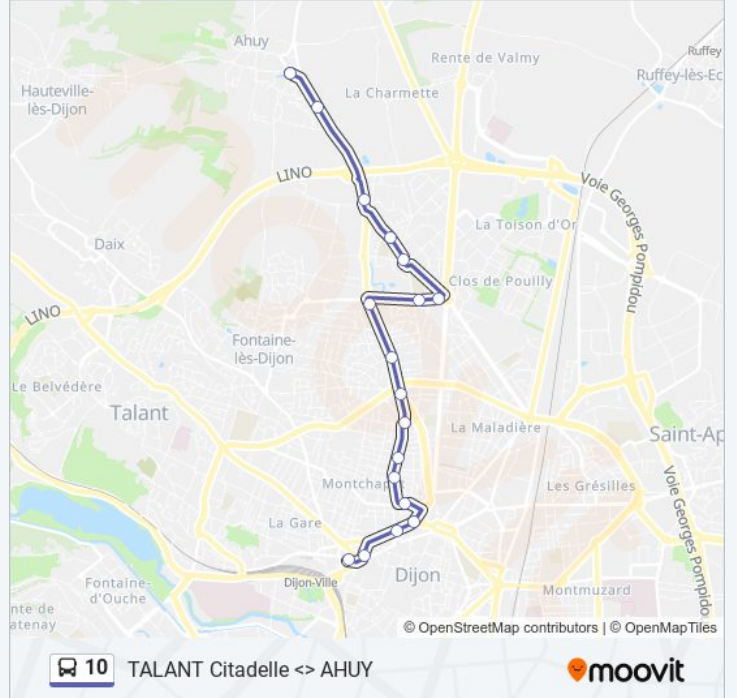 Ahuy
Ruffey
Rente de Valmy
Ruffey-lès-Ec
Hauteville-
lès-Dijon
La Charmette
LINO
Voie Georges Pompidou
La Toison d'Or
Daix
Clos de Pouilly
LINO
Fontaine-
lès-Dijon
Le Belvédère
Talant
La Maladière
Saint-Ap
Montchap
Les Grésilles
Voie Georges Pompido
La Gare
Dijon-Ville
Dijon
Fontaine-
d'Ouche
Montmuzard
nte de
atenay
© OpenStreetMap contributors | © OpenMapTiles
10 TALANT Citadelle <> AHUY
moovit